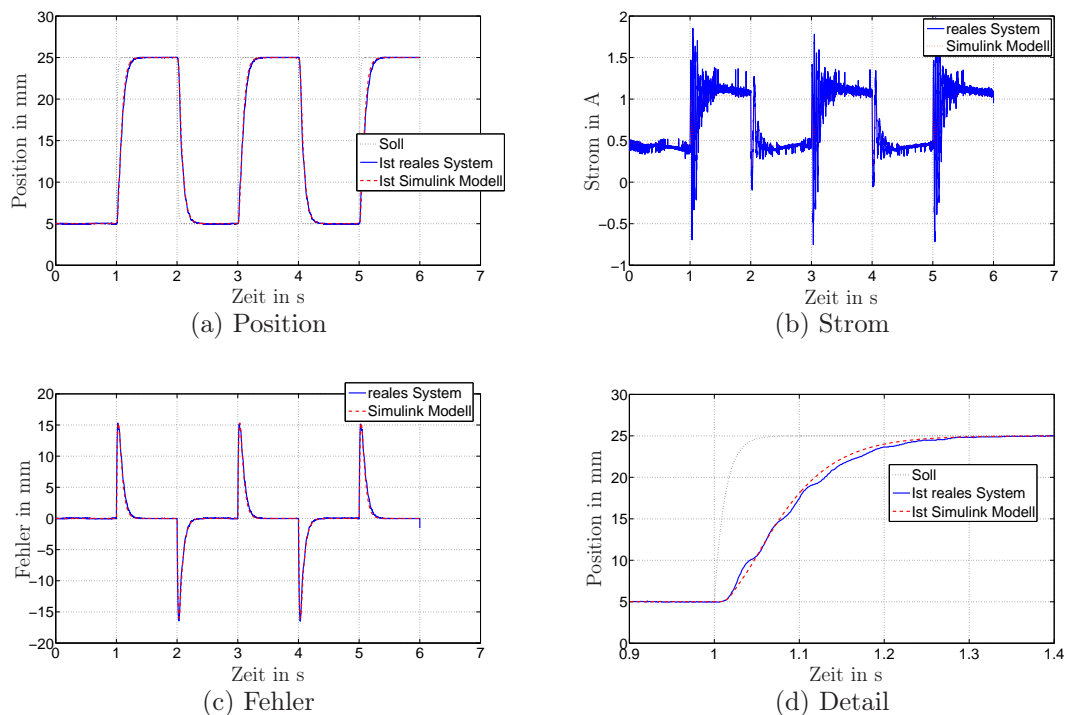 30
25
20
15
10
5
0
0 1 2 3 4 5 6 7
Position in mm
Zeit in s
Soll
Ist reales System
Ist Simulink Modell
(a) Position
2
1.5
1
0.5
0
−0.5
−1
0 1 2 3 4 5 6 7
Strom in A
Zeit in s
reales System
Simulink Modell
(b) Strom
20
15
10
5
0
−5
−10
−15
−20
0 1 2 3 4 5 6 7
Fehler in mm
Zeit in s
reales System
Simulink Modell
(c) Fehler
30
25
20
15
10
5
0
0.9 1 1.1 1.2 1.3 1.4
Position in mm
Zeit in s
Soll
Ist reales System
Ist Simulink Modell
(d) Detail